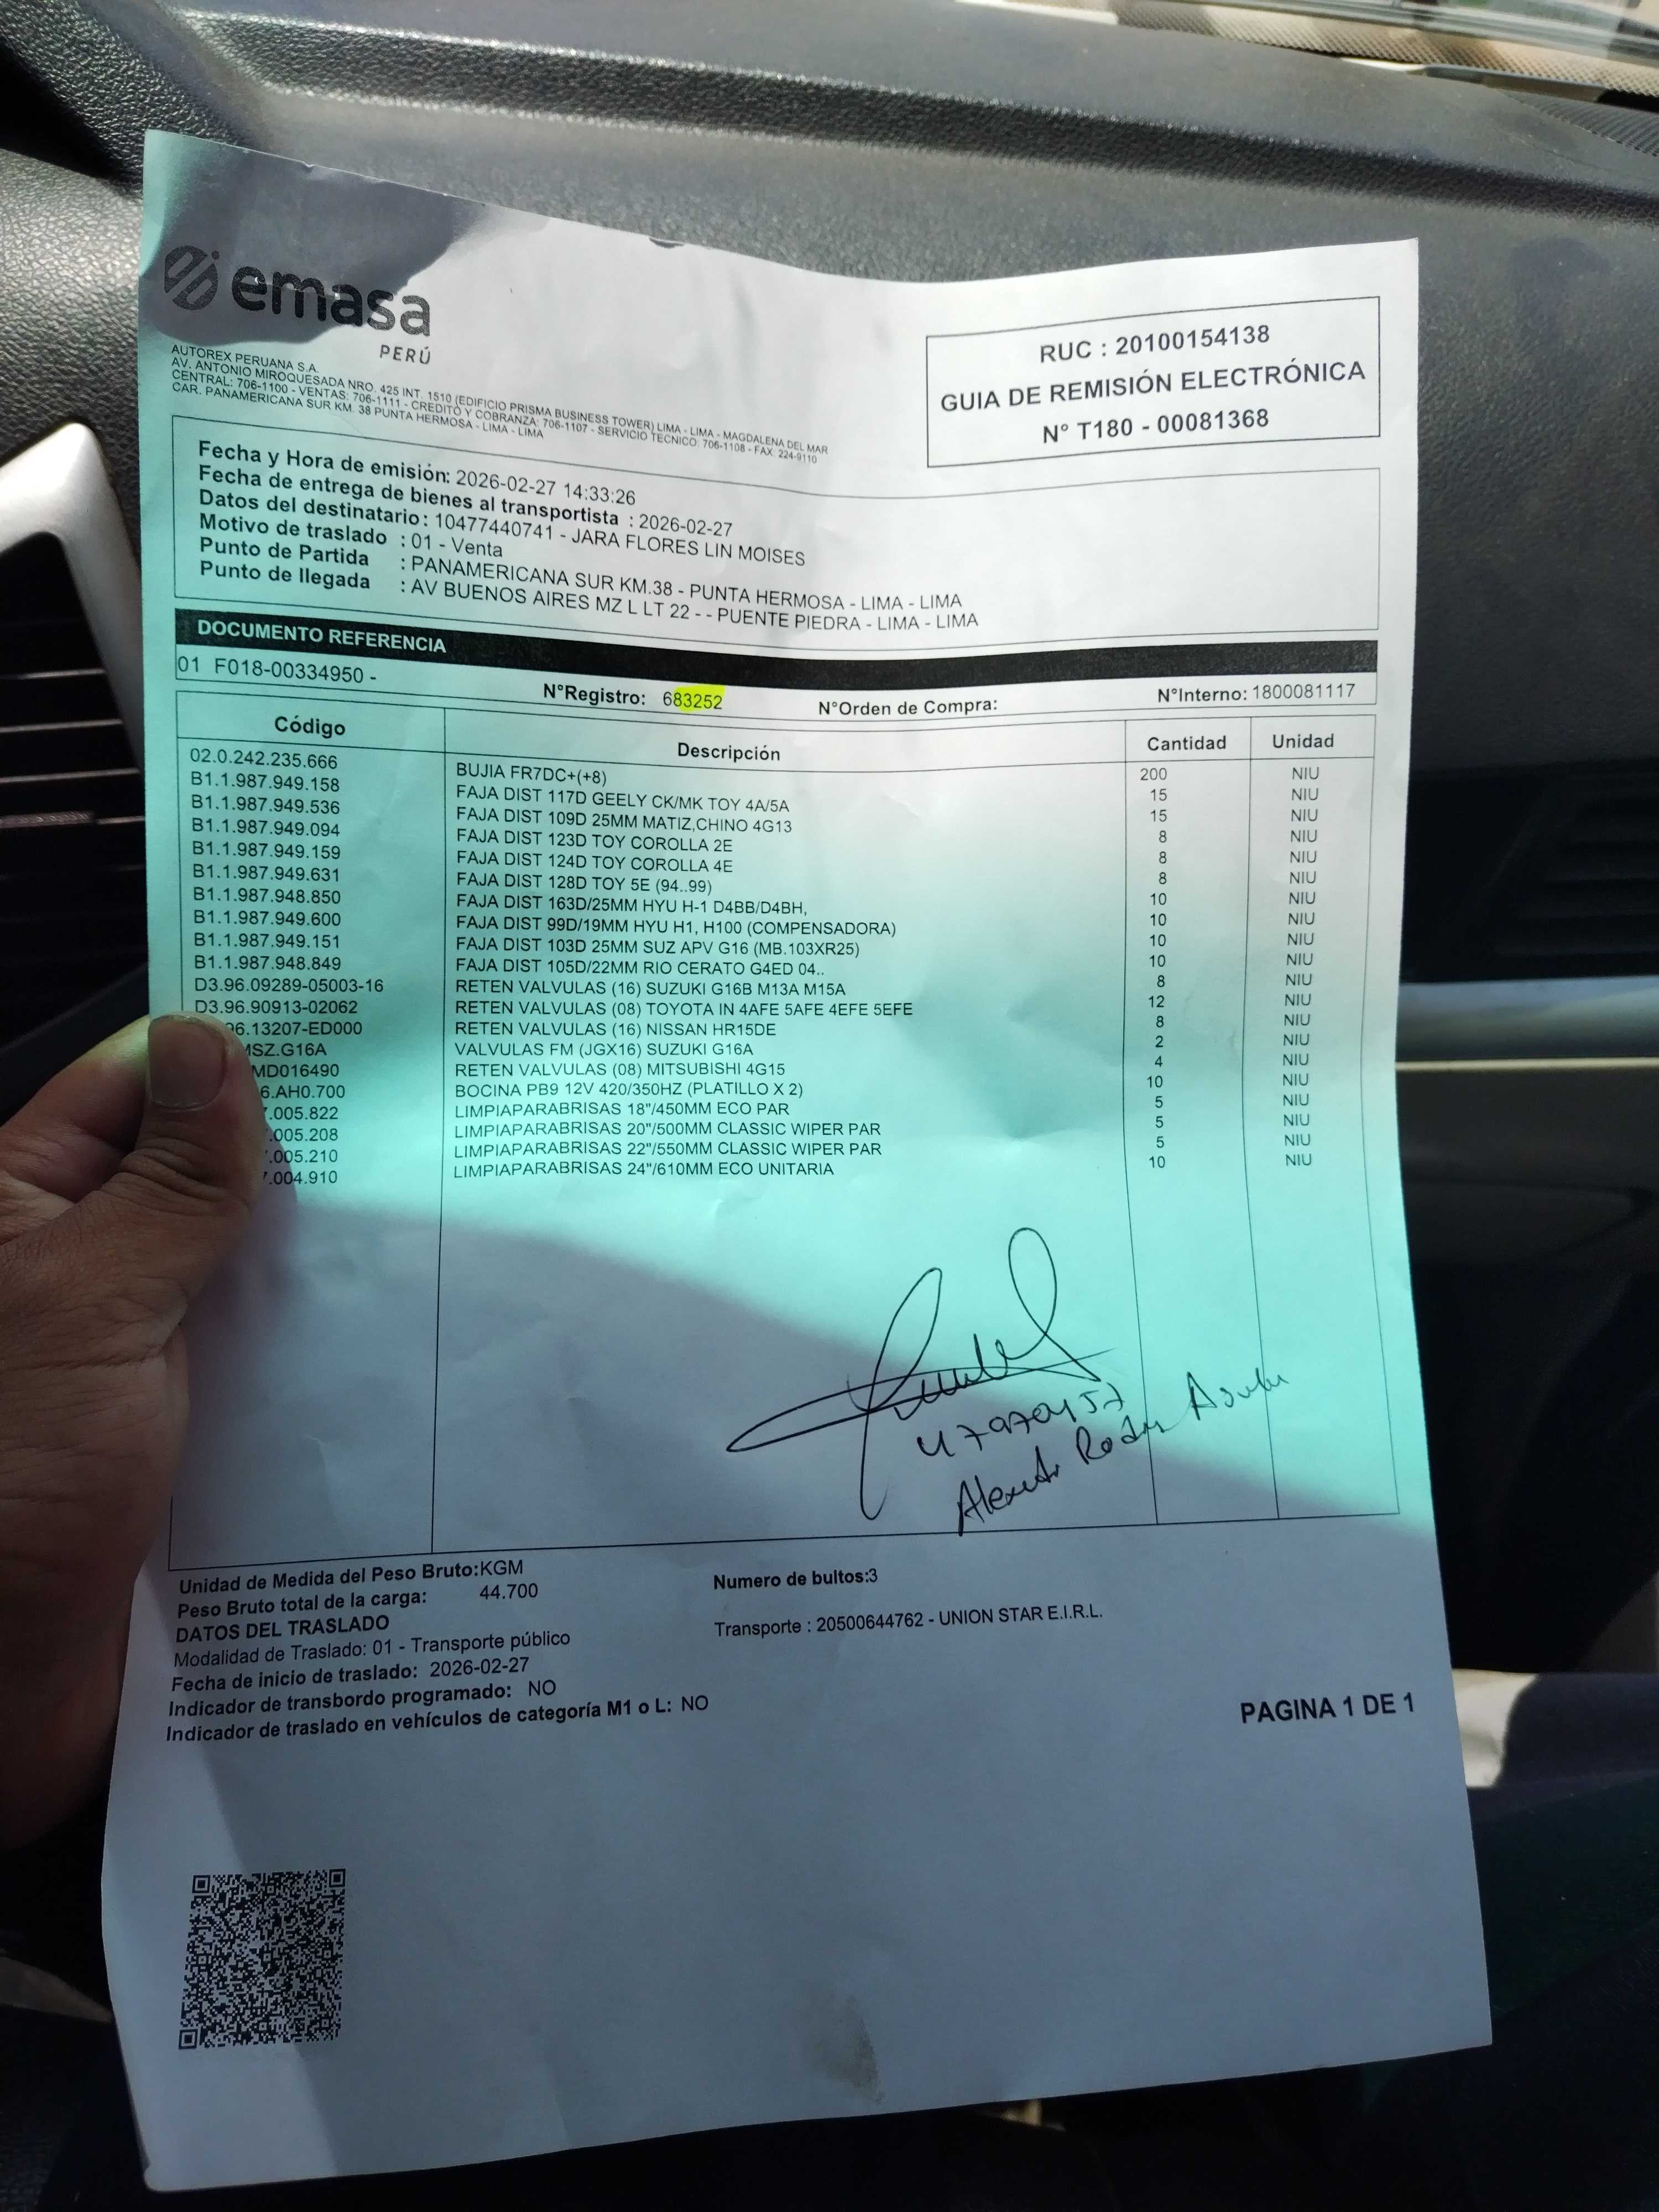 emasa
PERÚ
AUTOREX PERUANA S.A.
AV. ANTONIO MIROQUESADA NRO. 425 INT. 1510 (EDIFICIO PRISMA BUSINESS TOWER) LIMA - LIMA - MAGDALENA DEL MAR
CENTRAL: 706-1100 - VENTAS: 706-1111 - CREDITO Y COBRANZA: 706-1107 - SERVICIO TECNICO: 706-1108 - FAX: 224-9110
CAR. PANAMERICANA SUR KM. 38 PUNTA HERMOSA - LIMA - LIMA
RUC : 20100154138
GUIA DE REMISIÓN ELECTRÓNICA
N° T180 - 00081368
Fecha y Hora de emisión: 2026-02-27 14:33:26
Fecha de entrega de bienes al transportista : 2026-02-27
Datos del destinatario : 10477440741 - JARA FLORES LIN MOISES
Motivo de traslado : 01 - Venta
Punto de Partida : PANAMERICANA SUR KM.38 - PUNTA HERMOSA - LIMA - LIMA
Punto de llegada : AV BUENOS AIRES MZ L LT 22 - - PUENTE PIEDRA - LIMA - LIMA
DOCUMENTO REFERENCIA
01 F018-00334950 -
N°Registro: 683252 N°Orden de Compra: N°Interno: 1800081117
Código Descripción Cantidad Unidad
02.0.242.235.666 BUJIA FR7DC+(+8) 200 NIU
B1.1.987.949.158 FAJA DIST 117D GEELY CK/MK TOY 4A/5A 15 NIU
B1.1.987.949.536 FAJA DIST 109D 25MM MATIZ,CHINO 4G13 15 NIU
B1.1.987.949.094 FAJA DIST 123D TOY COROLLA 2E 8 NIU
B1.1.987.949.159 FAJA DIST 124D TOY COROLLA 4E 8 NIU
B1.1.987.949.631 FAJA DIST 128D TOY 5E (94..99) 8 NIU
B1.1.987.948.850 FAJA DIST 163D/25MM HYU H-1 D4BB/D4BH, 10 NIU
B1.1.987.949.600 FAJA DIST 99D/19MM HYU H1, H100 (COMPENSADORA) 10 NIU
B1.1.987.949.151 FAJA DIST 103D 25MM SUZ APV G16 (MB.103XR25) 10 NIU
B1.1.987.948.849 FAJA DIST 105D/22MM RIO CERATO G4ED 04.. 10 NIU
D3.96.09289-05003-16 RETEN VALVULAS (16) SUZUKI G16B M13A M15A 8 NIU
D3.96.90913-02062 RETEN VALVULAS (08) TOYOTA IN 4AFE 5AFE 4EFE 5EFE 12 NIU
6.13207-ED000 RETEN VALVULAS (16) NISSAN HR15DE 8 NIU
SZ.G16A VALVULAS FM (JGX16) SUZUKI G16A 2 NIU
MD016490 RETEN VALVULAS (08) MITSUBISHI 4G15 4 NIU
6.AH0.700 BOCINA PB9 12V 420/350HZ (PLATILLO X 2) 10 NIU
.005.822 LIMPIAPARABRISAS 18"/450MM ECO PAR 5 NIU
.005.208 LIMPIAPARABRISAS 20"/500MM CLASSIC WIPER PAR 5 NIU
.005.210 LIMPIAPARABRISAS 22"/550MM CLASSIC WIPER PAR 5 NIU
.004.910 LIMPIAPARABRISAS 24"/610MM ECO UNITARIA 10 NIU
47970457
Unidad de Medida del Peso Bruto:KGM
Numero de bultos:3
Peso Bruto total de la carga: 44.700
DATOS DEL TRASLADO
Transporte : 20500644762 - UNION STAR E.I.R.L.
Modalidad de Traslado: 01 - Transporte público
Fecha de inicio de traslado: 2026-02-27
Indicador de transbordo programado: NO
Indicador de traslado en vehículos de categoría M1 o L: NO
PAGINA 1 DE 1